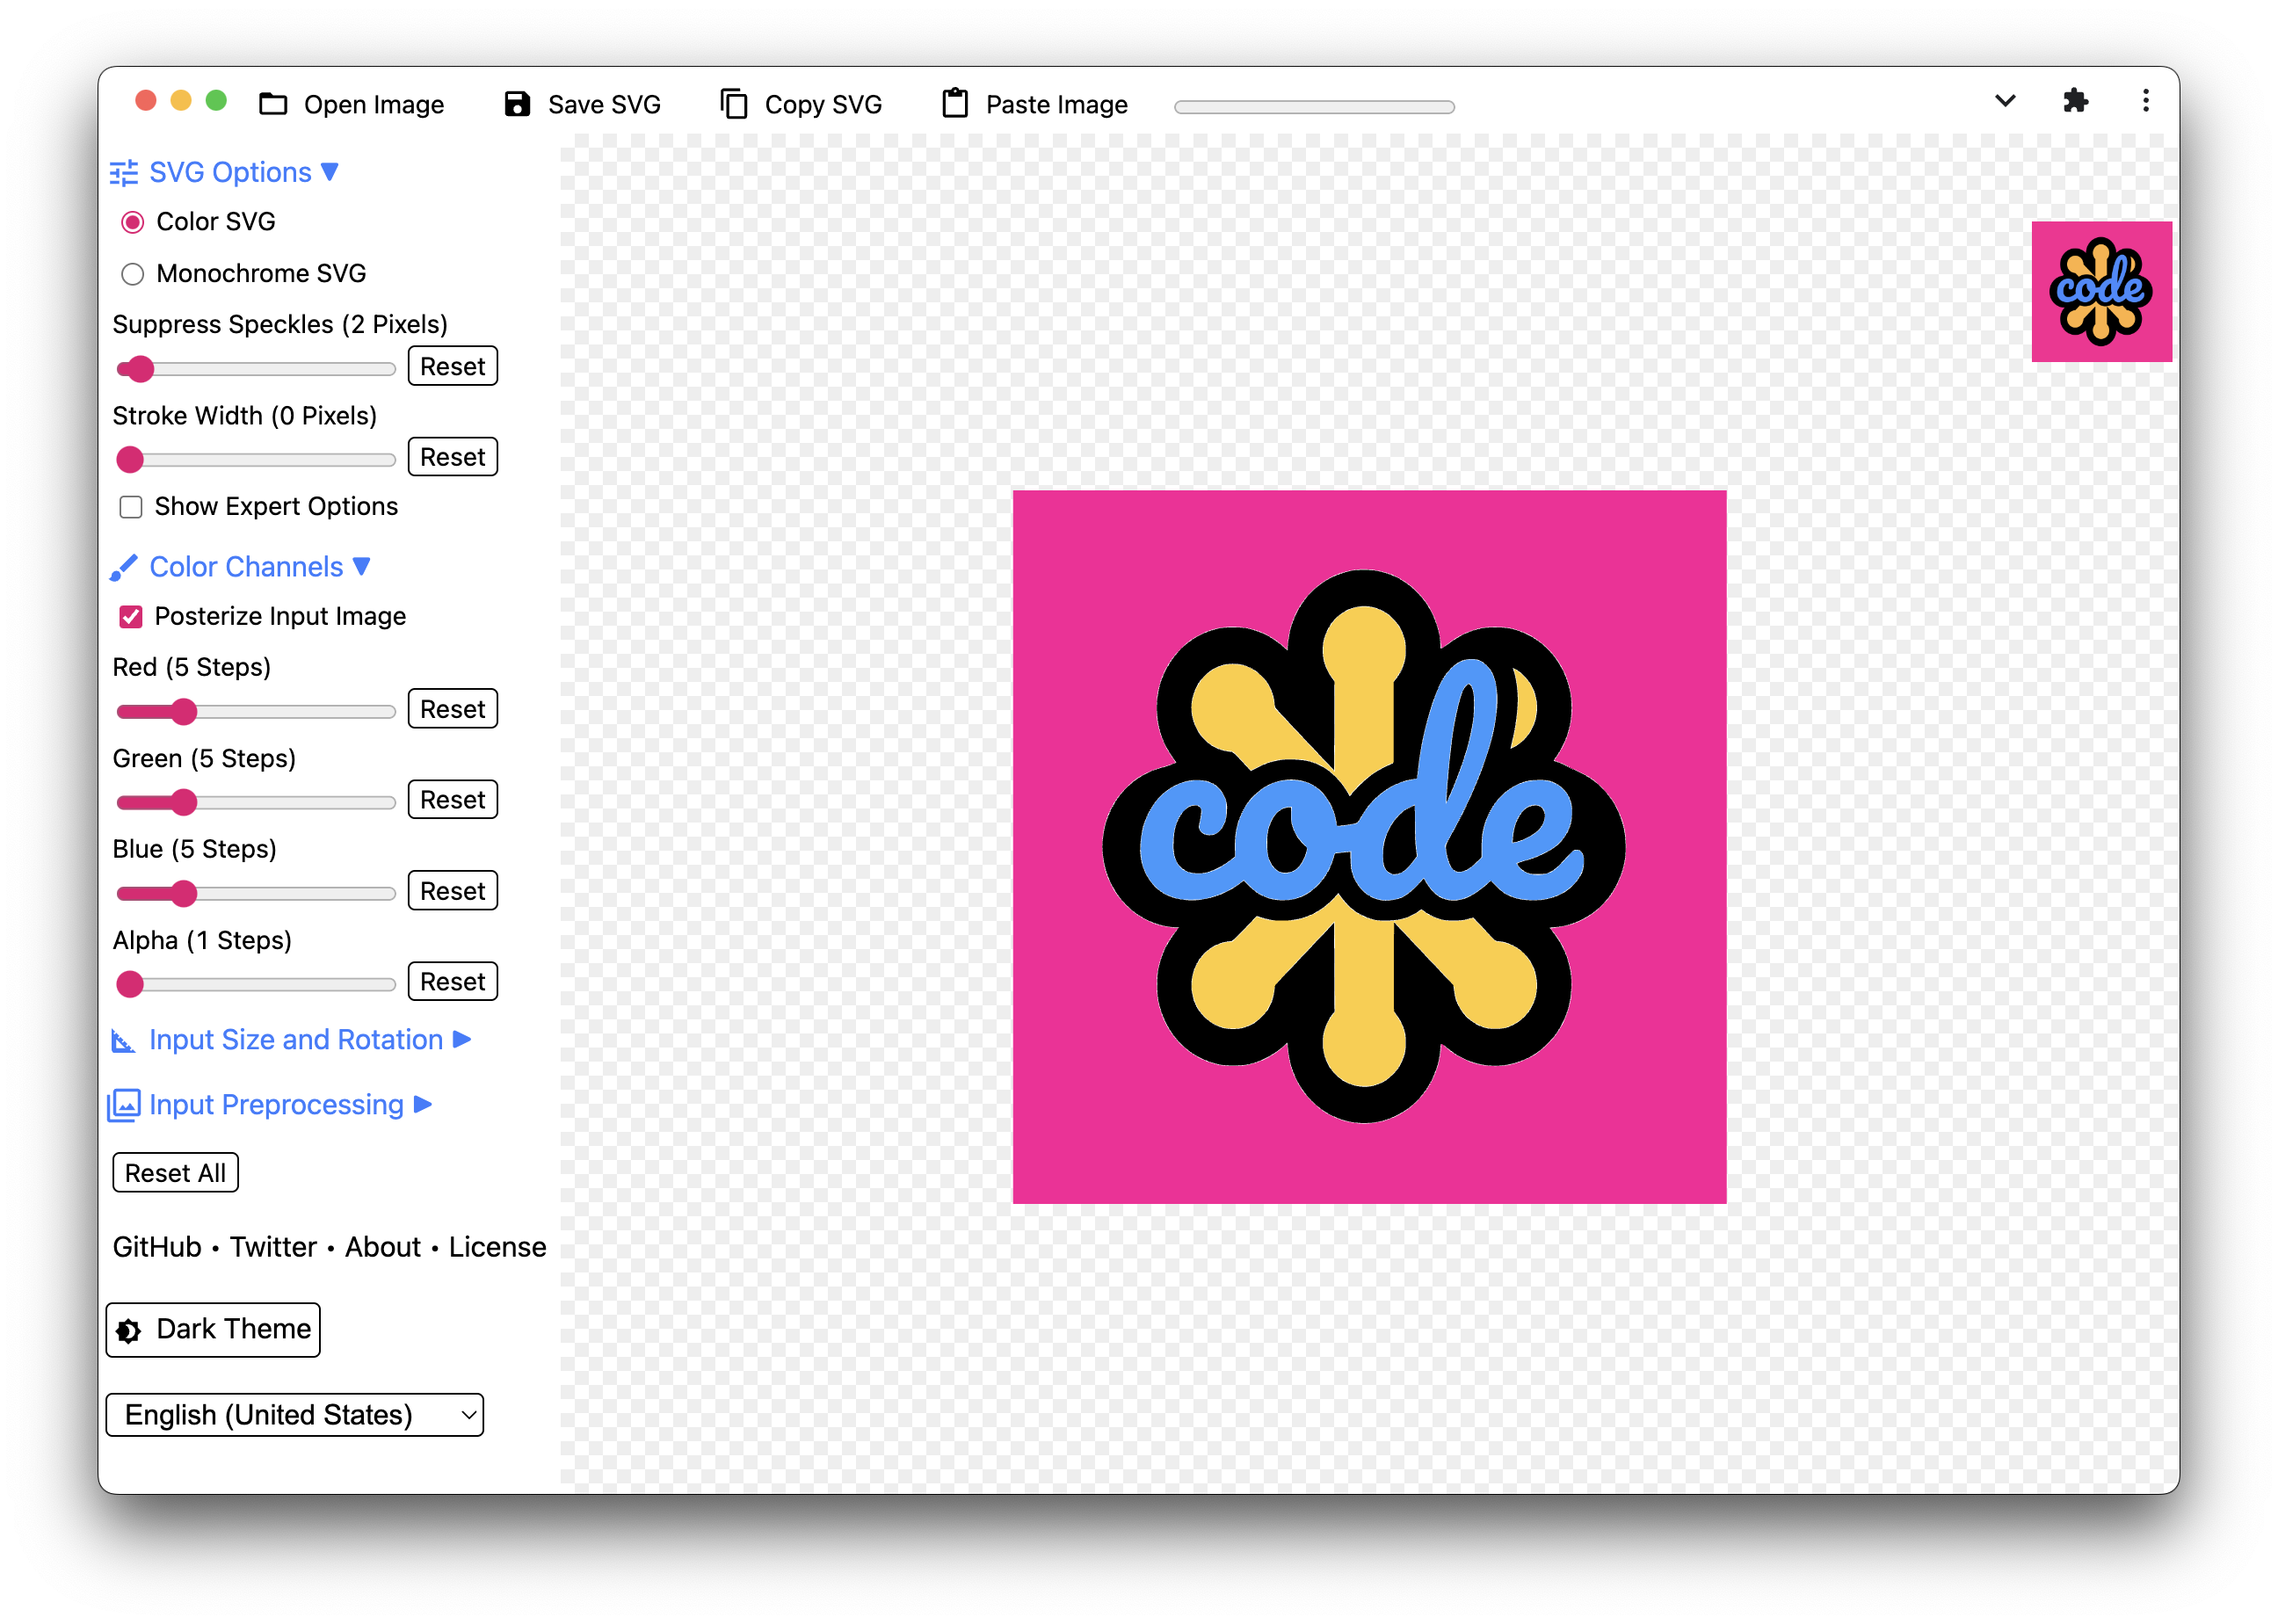 Open Image Save SVG Copy SVG Paste Image
SVG Options
Color SVG
Monochrome SVG
Suppress Speckles (2 Pixels)
Reset
Stroke Width (0 Pixels)
Reset
Show Expert Options
Color Channels
Posterize Input Image
Red (5 Steps)
Reset
Green (5 Steps)
Reset
Blue (5 Steps)
Reset
Alpha (1 Steps)
Reset
Input Size and Rotation
Input Preprocessing
Reset All
GitHub • Twitter • About • License
Dark Theme
English (United States)
code
code